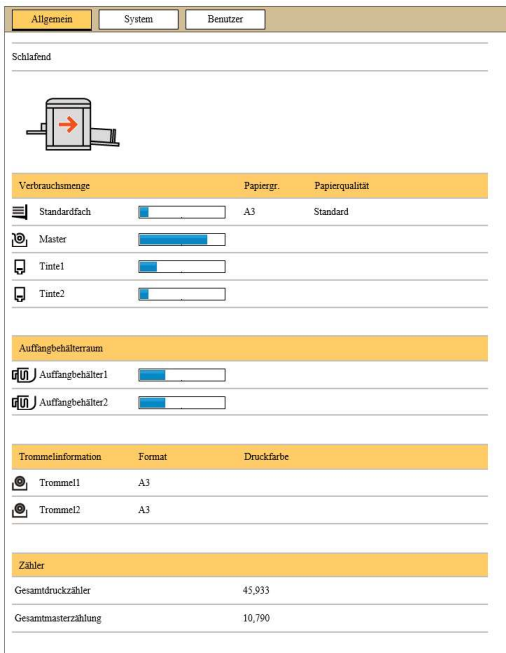 Allgemein System Benutzer
Schlafend
Verbrauchsmenge Papiergr. Papierqualität
Standardfach A3 Standard
Master
Tinte1
Tinte2
Auffangbehälterraum
Auffangbehälter1
Auffangbehälter2
Trommelinformation Format Druckfarbe
Trommel1 A3
Trommel2 A3
Zähler
Gesamtdruckzähler 45,933
Gesamtmasterzählung 10,790